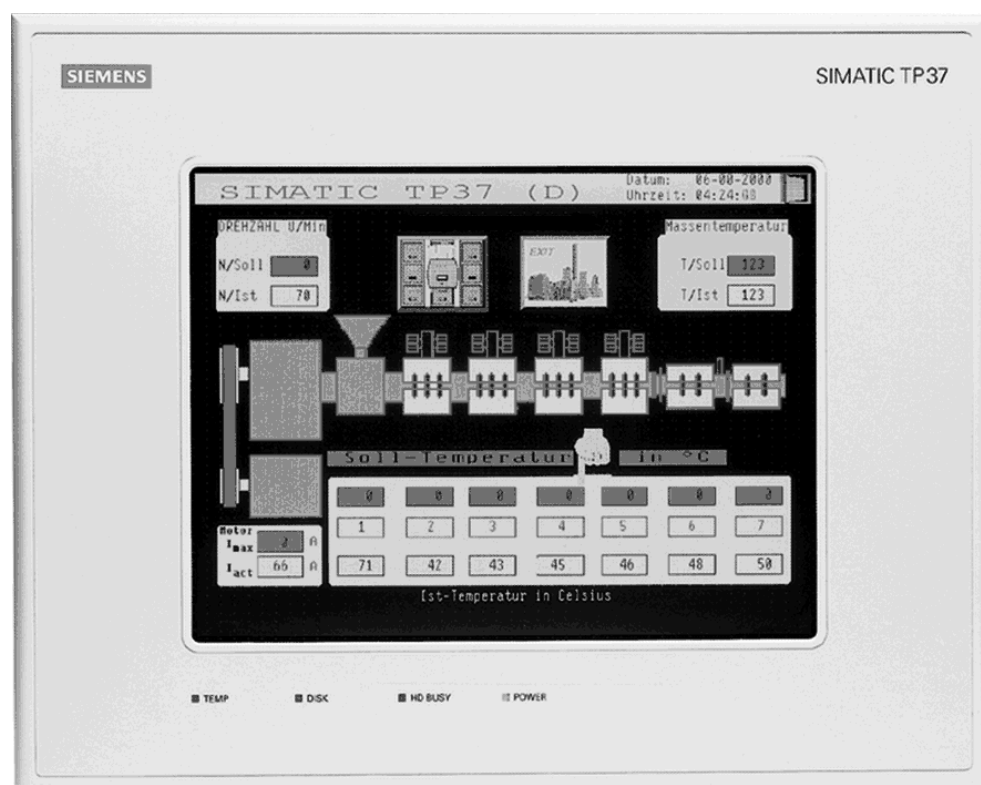 SIEMENS
SIMATIC TP37
SIMATIC TP37 (D)
Datum: 06-00-2000
Uhrzeit: 04:24:
DREHZAHL U/Min
N/Soll 0
N/Ist 70
EXIT
Massentemperatur
T/Soll 123
T/Ist 123
Soll-Temperatur in °C
0 0 0 0 0 0 0
1 2 3 4 5 6 7
71 42 43 45 46 48 50
Motor
Imax A
Iact 66 A
Ist-Temperatur in Celsius
TEMP DISK HD BUSY POWER